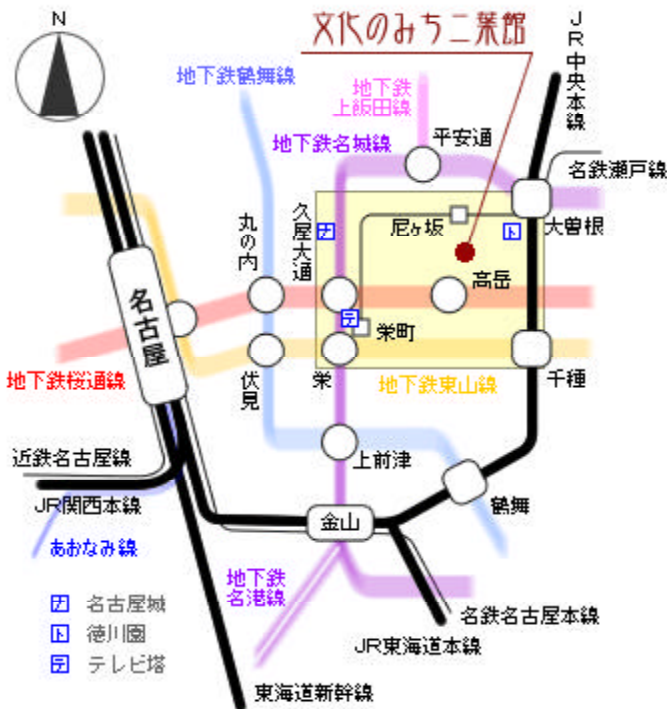 N
文化のみち二葉館
JR中央本線
地下鉄鶴舞線
地下鉄
上飯田線
平安通
地下鉄名城線
名鉄瀬戸線
丸の内
久屋大通
ナ
尼ヶ坂
ト
大曽根
名古屋
高岳
テ
栄町
地下鉄桜通線
伏見
栄
地下鉄東山線
千種
近鉄名古屋線
上前津
JR関西本線
鶴舞
金山
あおなみ線
地下鉄
名港線
ナ 名古屋城
ト 徳川園
テ テレビ塔
名鉄名古屋本線
JR東海道本線
東海道新幹線